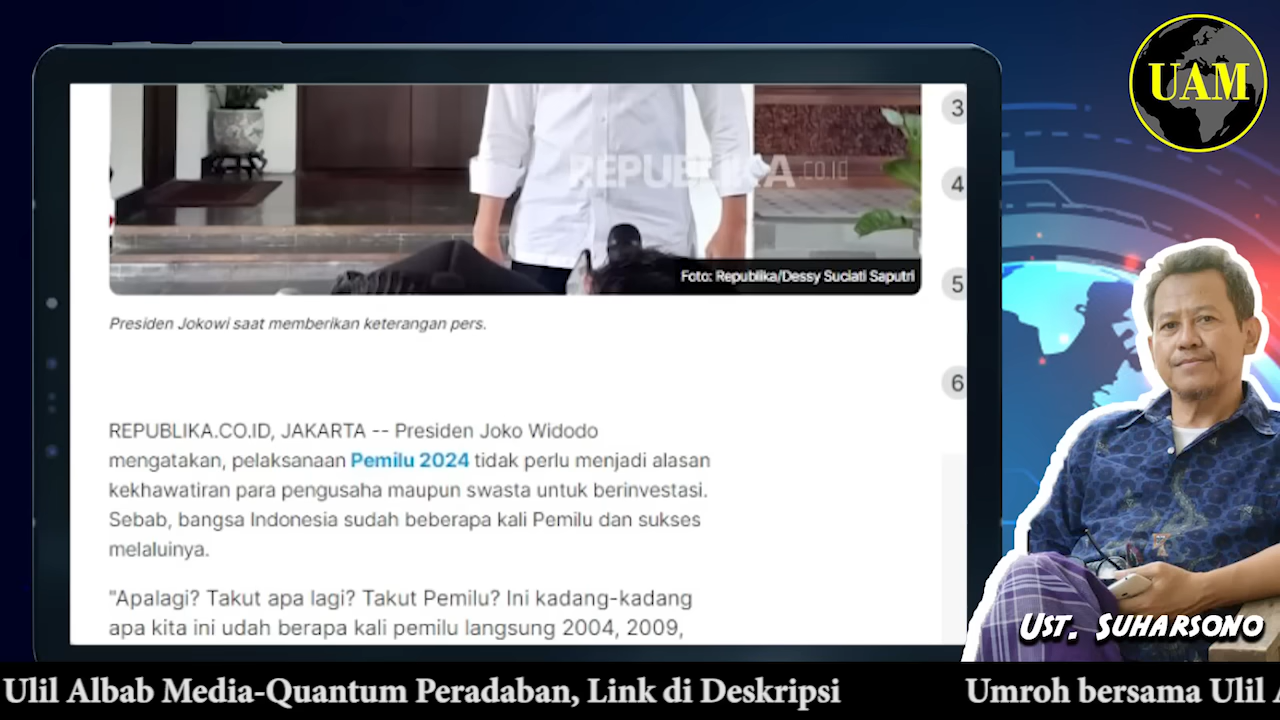 UAM
REPUBLIKA.co.id
3
4
5
6
Foto: Republika/Dessy Suciati Saputri
Presiden Jokowi saat memberikan keterangan pers.
REPUBLIKA.CO.ID, JAKARTA -- Presiden Joko Widodo
mengatakan, pelaksanaan Pemilu 2024 tidak perlu menjadi alasan
kekhawatiran para pengusaha maupun swasta untuk berinvestasi.
Sebab, bangsa Indonesia sudah beberapa kali Pemilu dan sukses
melaluinya.
"Apalagi? Takut apa lagi? Takut Pemilu? Ini kadang-kadang
apa kita ini udah berapa kali pemilu langsung 2004, 2009,
Ust. Suharsono
Ulil Albab Media-Quantum Peradaban, Link di Deskripsi
Umroh bersama Ulil